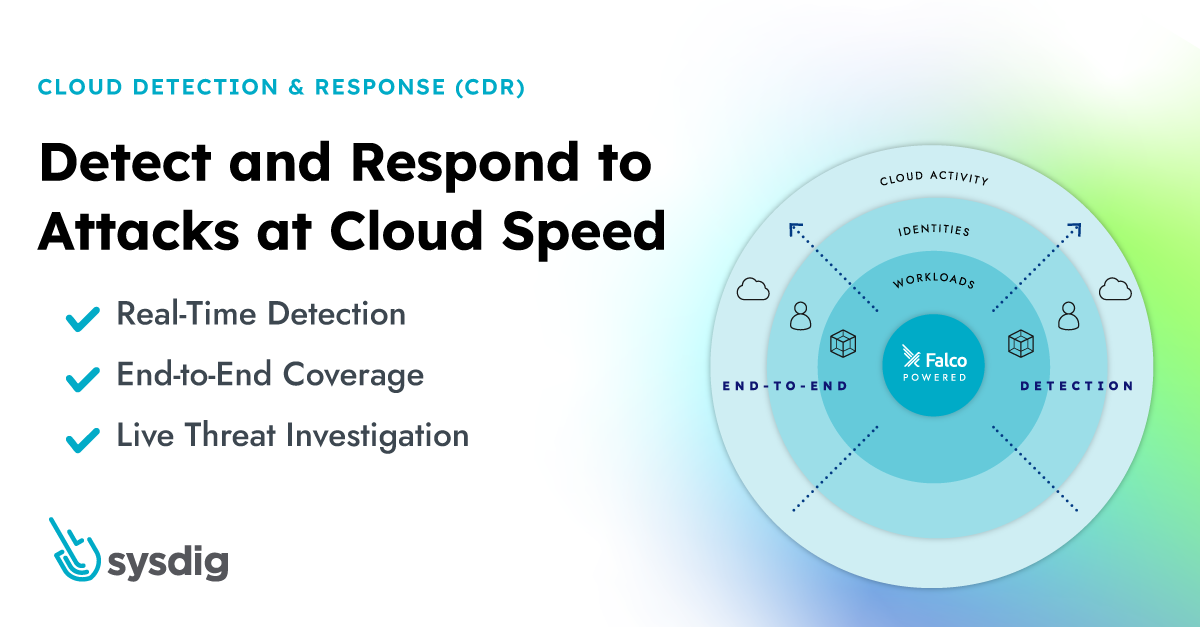 CLOUD DETECTION & RESPONSE (CDR)
Detect and Respond to
Attacks at Cloud Speed
Real-Time Detection
End-to-End Coverage
Live Threat Investigation
sysdig
CLOUD ACTIVITY
IDENTITIES
WORKLOADS
Falco
POWERED
END-TO-END
DETECTION